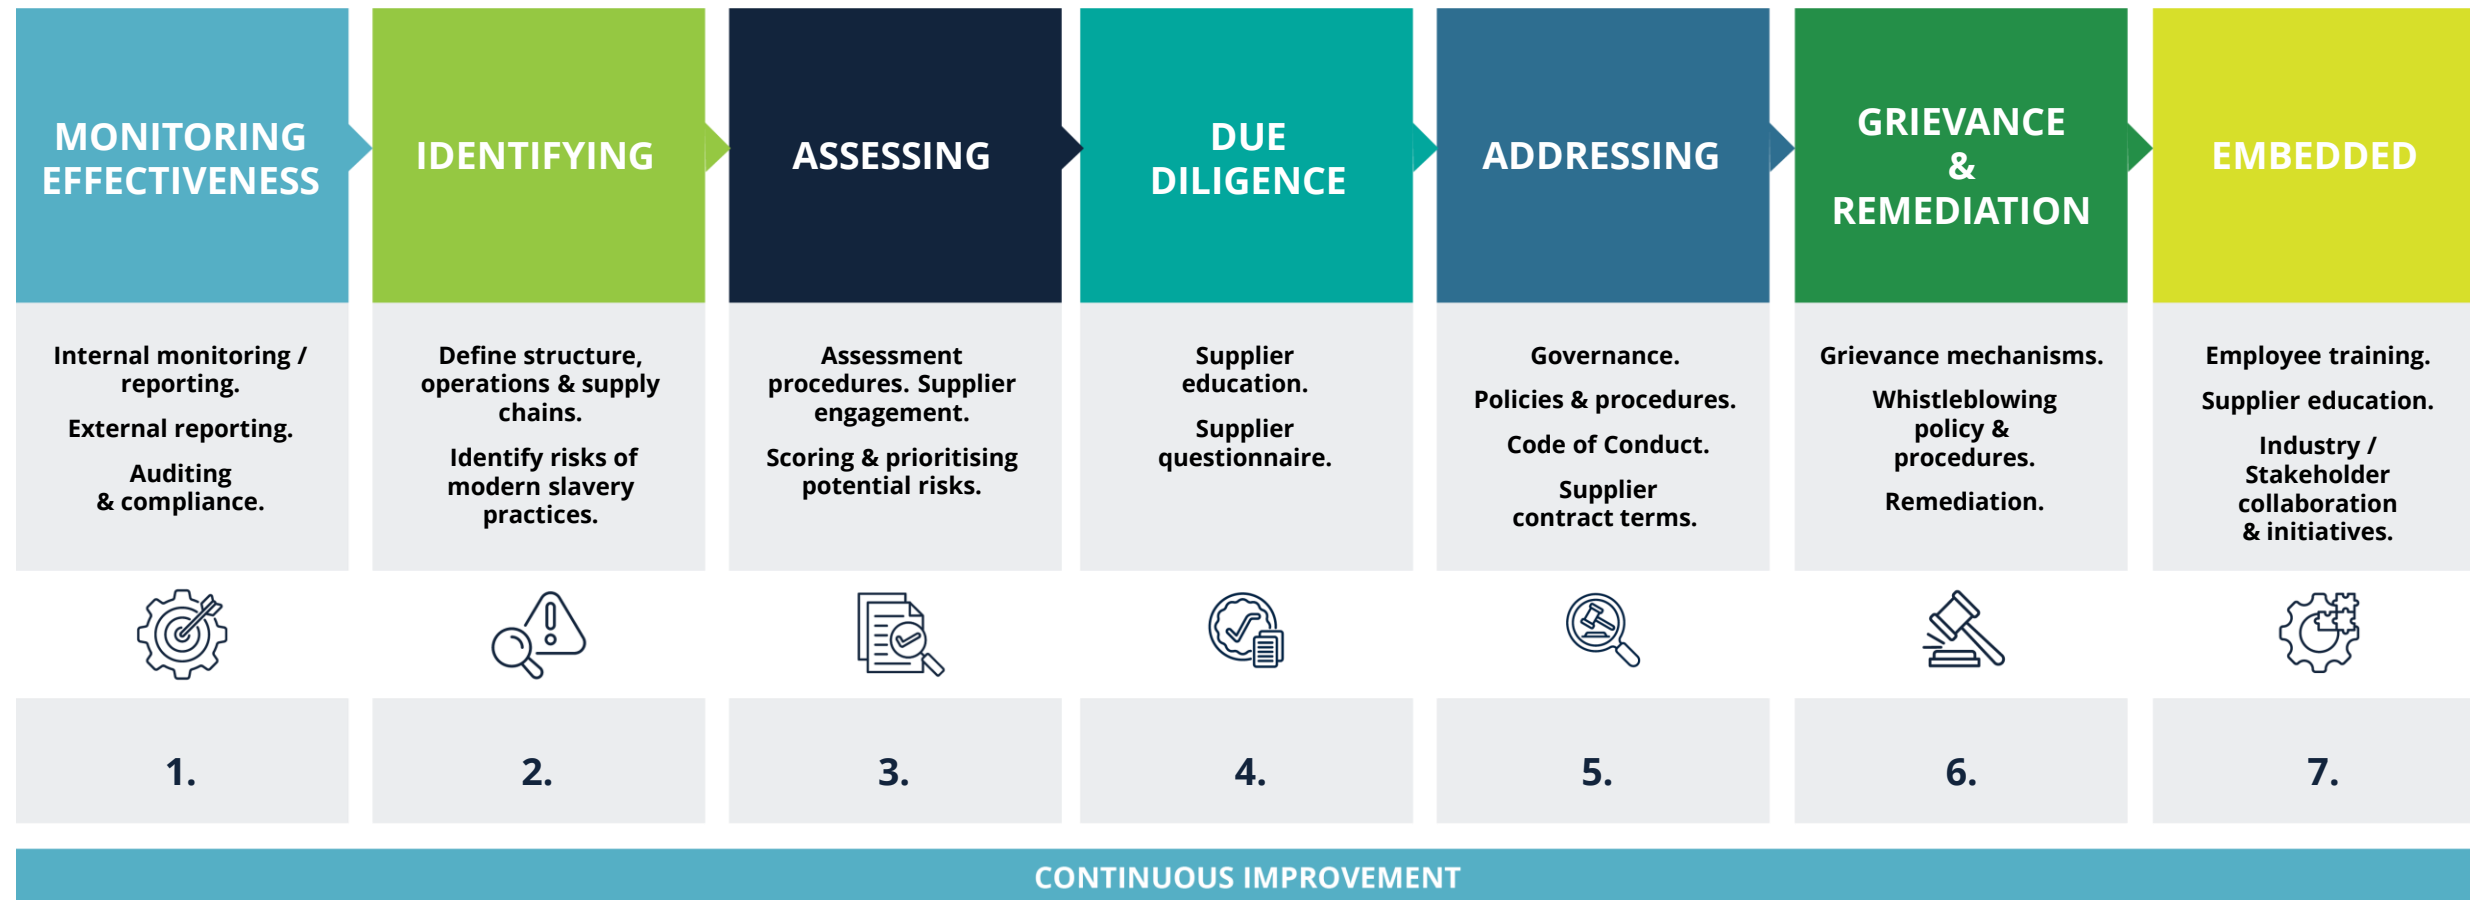 MONITORING
EFFECTIVENESS
Internal monitoring /
reporting.
External reporting.
Auditing
& compliance.
1.
IDENTIFYING
Define structure,
operations & supply
chains.
Identify risks of
modern slavery
practices.
2.
ASSESSING
Assessment
procedures. Supplier
engagement.
Scoring & prioritising
potential risks.
3.
DUE
DILIGENCE
Supplier
education.
Supplier
questionnaire.
4.
ADDRESSING
Governance.
Policies & procedures.
Code of Conduct.
Supplier
contract terms.
5.
GRIEVANCE
&
REMEDIATION
Grievance mechanisms.
Whistleblowing
policy &
procedures.
Remediation.
6.
EMBEDDED
Employee training.
Supplier education.
Industry /
Stakeholder
collaboration
& initiatives.
7.
CONTINUOUS IMPROVEMENT